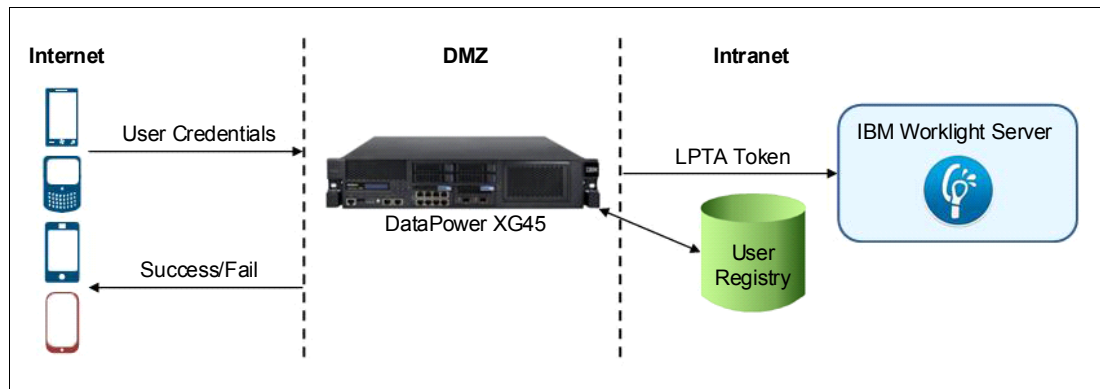 Internet
DMZ
Intranet
User Credentials
IBM Worklight Server
LPTA Token
DataPower XG45
User
Registry
Success/Fail